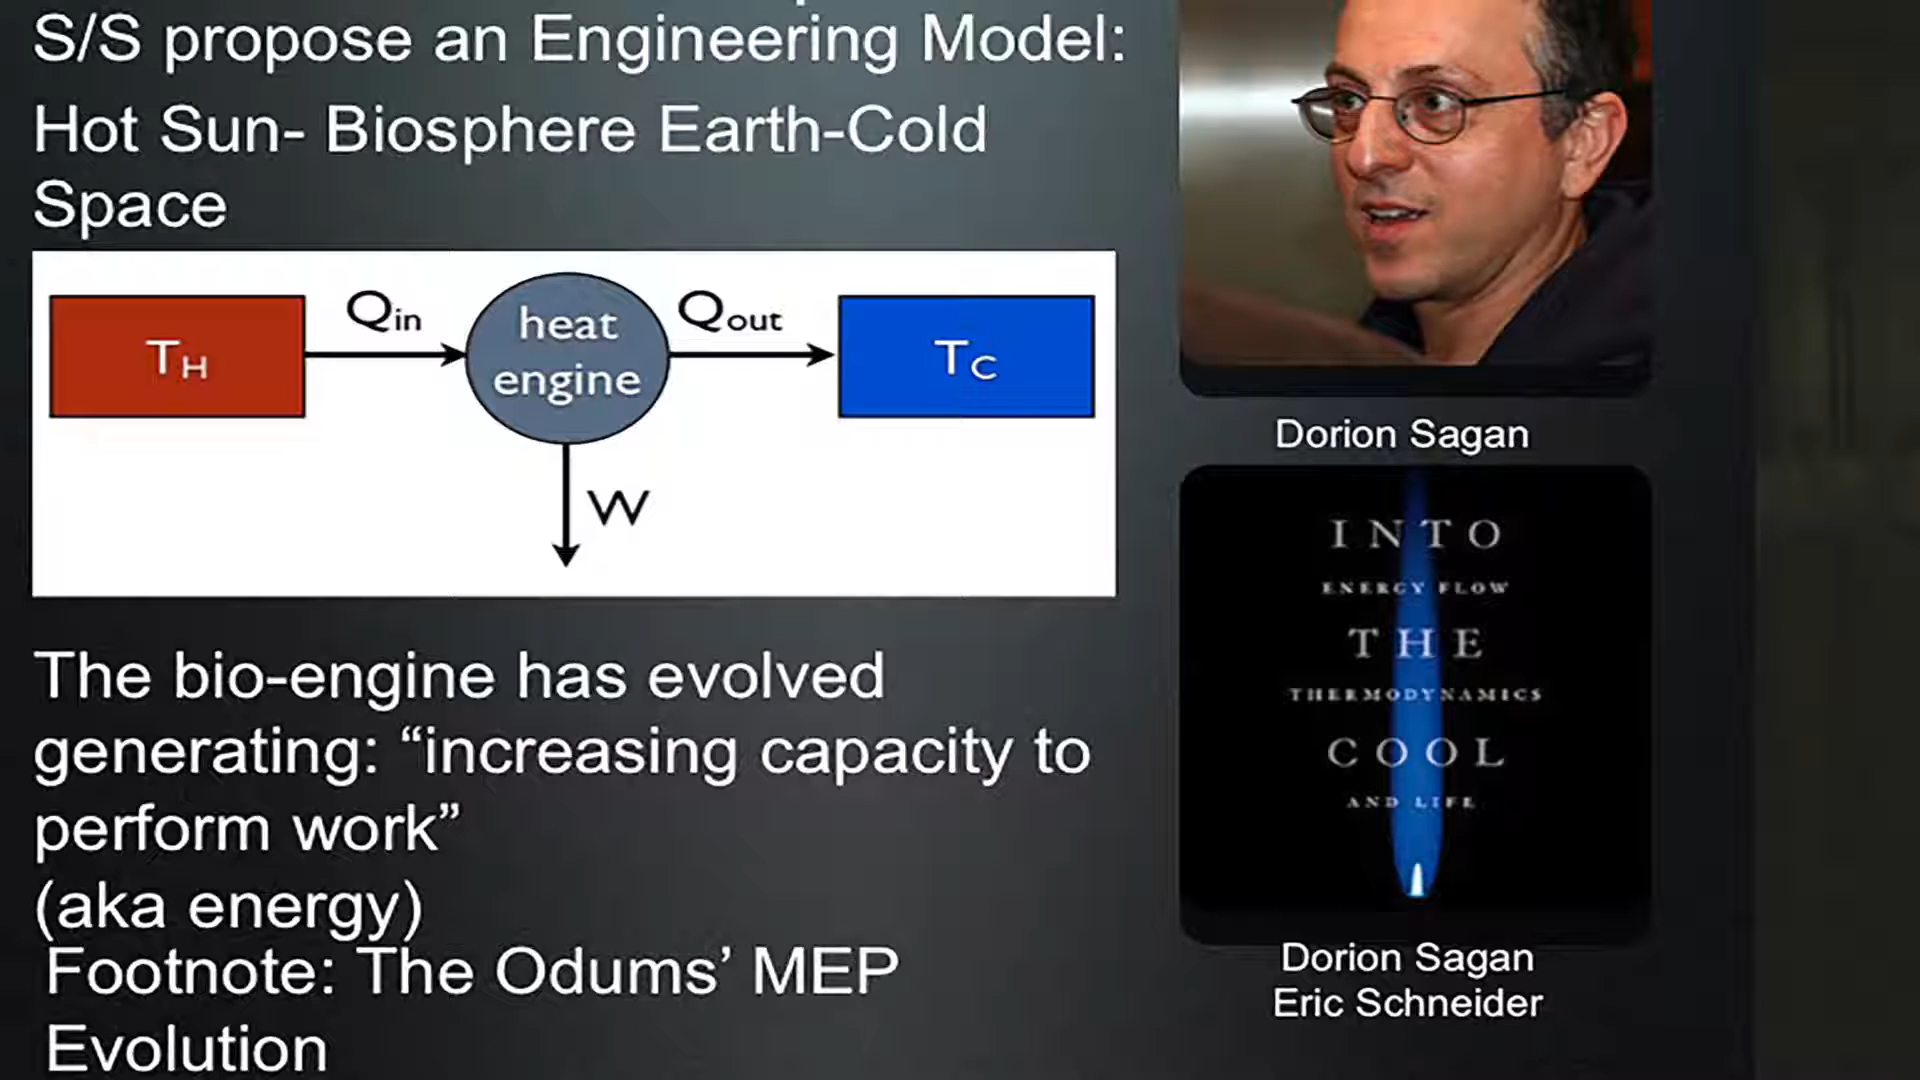 S/S propose an Engineering Model:
Hot Sun- Biosphere Earth-Cold
Space
TH
Qin
heat
engine
Qout
TC
W
The bio-engine has evolved
generating: “increasing capacity to
perform work”
(aka energy)
Footnote: The Odums’ MEP
Evolution
Dorion Sagan
INTO
ENERGY FLOW
THE
THERMODYNAMICS
COOL
AND LIFE
Dorion Sagan
Eric Schneider